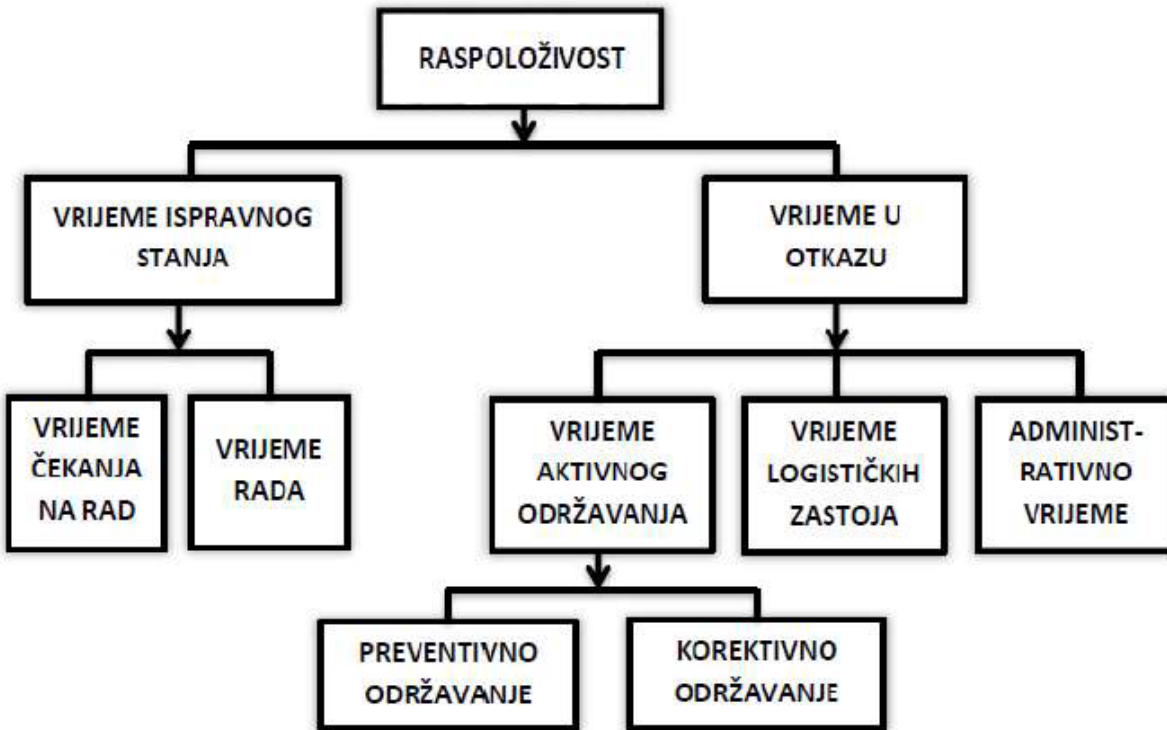 RASPOLOŽIVOST
VRIJEME ISPRAVNOG
STANJA
VRIJEME U
OTKAZU
VRIJEME
ČEKANJA
NA RAD
VRIJEME
RADA
VRIJEME
AKTIVNOG
ODRŽAVANJA
VRIJEME
LOGISTIČKIH
ZASTOJA
ADMINIST-
RATIVNO
VRIJEME
PREVENTIVNO
ODRŽAVANJE
KOREKTIVNO
ODRŽAVANJE